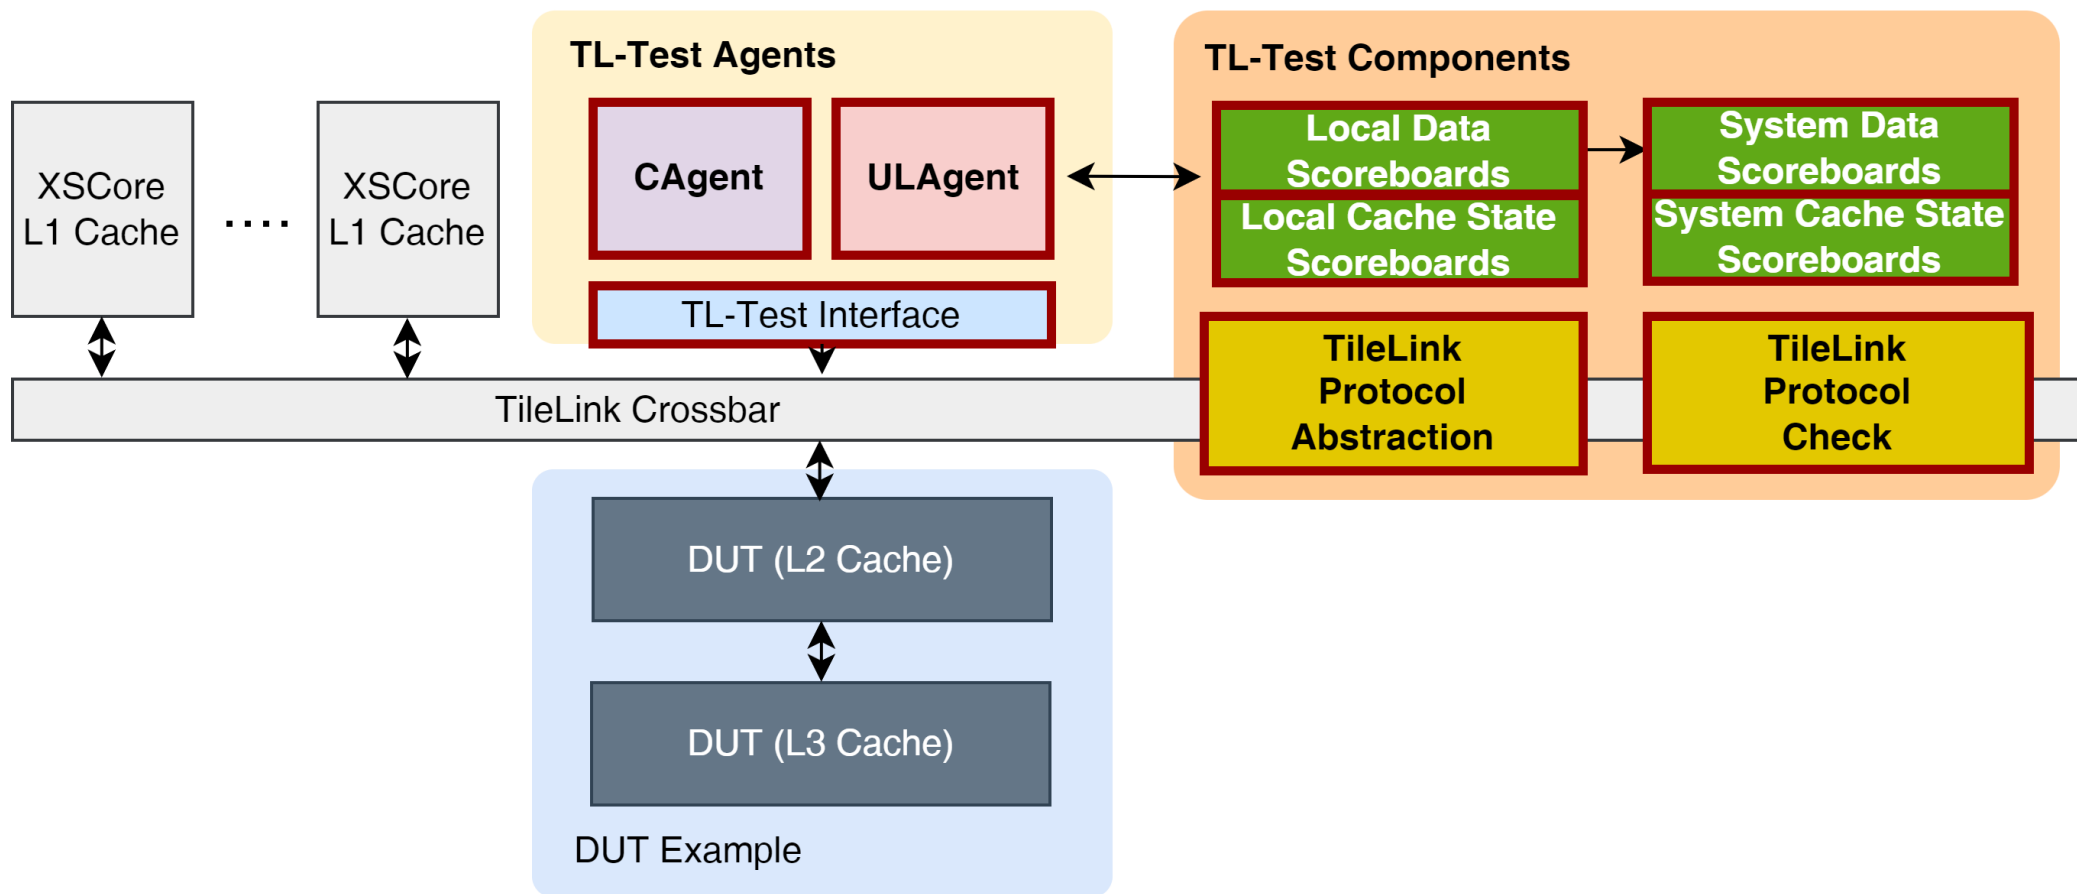 TL-Test Agents
TL-Test Components
XSCore
L1 Cache
....
XSCore
L1 Cache
CAgent
ULAgent
Local Data
Scoreboards
System Data
Scoreboards
Local Cache State
Scoreboards
System Cache State
Scoreboards
TL-Test Interface
TileLink
Protocol
Abstraction
TileLink
Protocol
Check
TileLink Crossbar
DUT (L2 Cache)
DUT (L3 Cache)
DUT Example